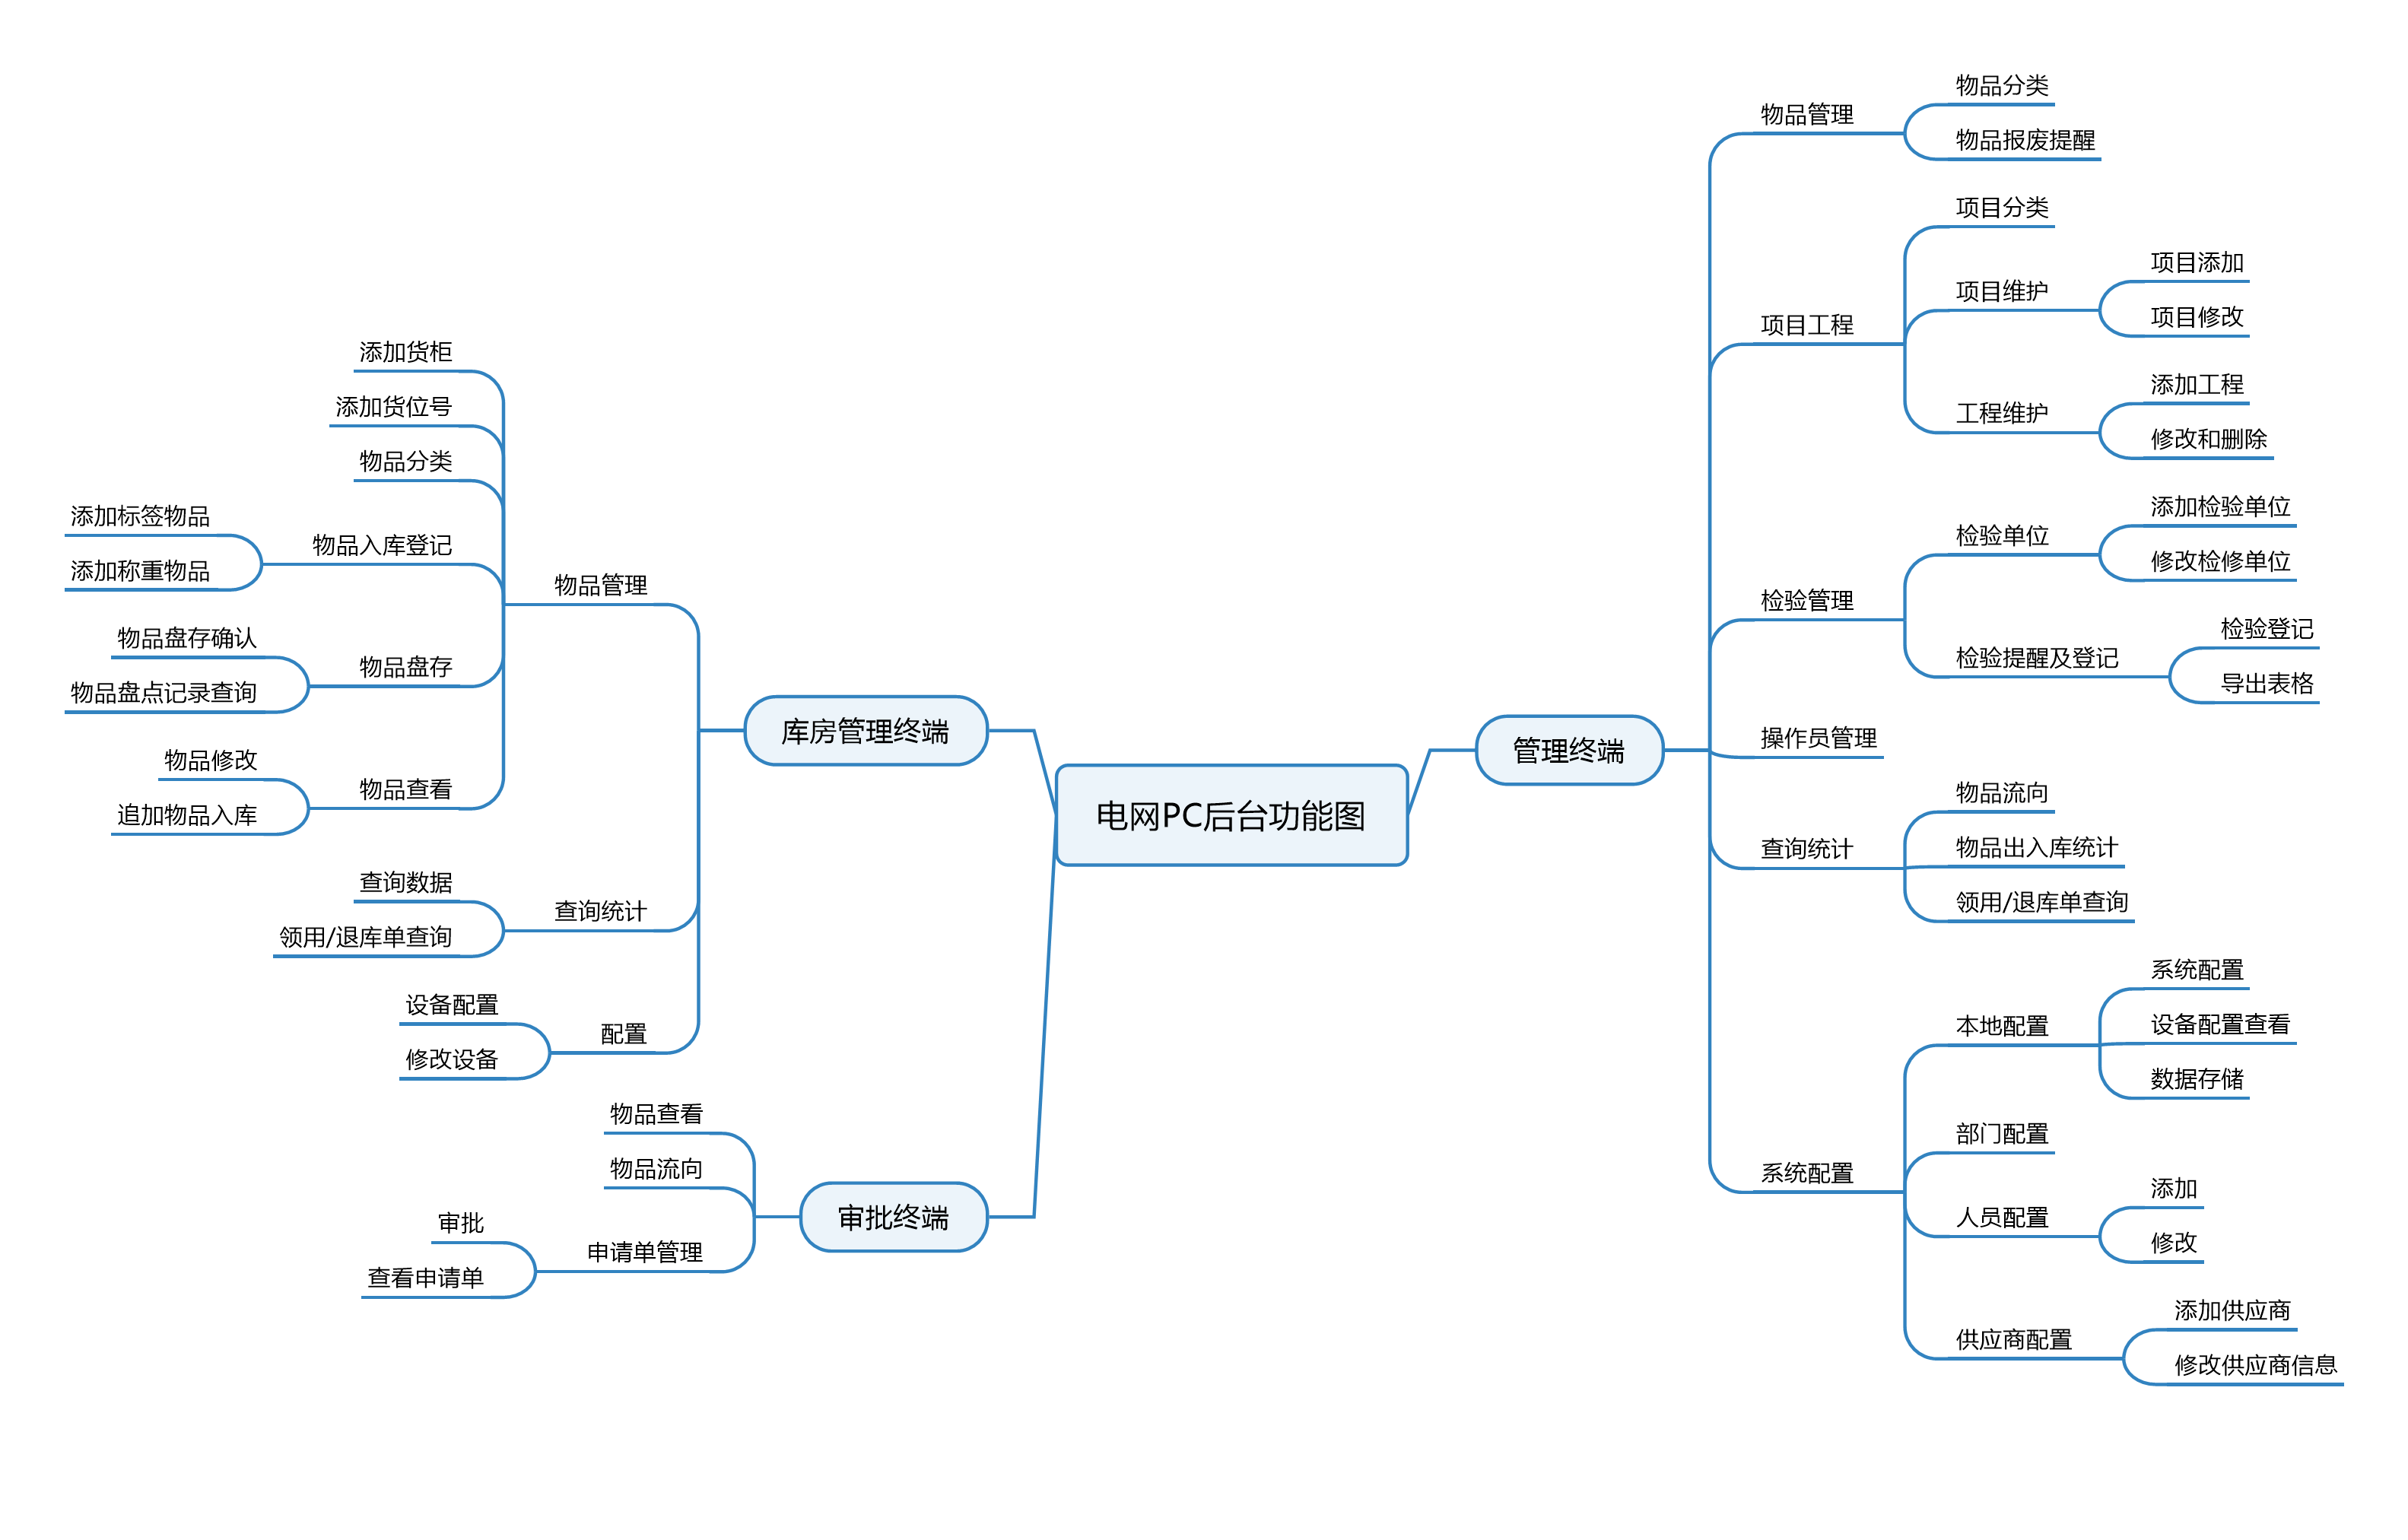 电网PC后台功能图
管理终端
物品管理
物品分类
物品报废提醒
项目工程
项目分类
项目维护
项目添加
项目修改
工程维护
添加工程
修改和删除
检验管理
检验单位
添加检验单位
修改检修单位
检验提醒及登记
检验登记
导出表格
操作员管理
查询统计
物品流向
物品出入库统计
领用/退库单查询
系统配置
本地配置
系统配置
设备配置查看
数据存储
部门配置
人员配置
添加
修改
供应商配置
添加供应商
修改供应商信息
库房管理终端
物品管理
添加货柜
添加货位号
物品分类
物品入库登记
添加标签物品
添加称重物品
物品盘存
物品盘存确认
物品盘点记录查询
物品查看
物品修改
追加物品入库
查询统计
查询数据
领用/退库单查询
配置
设备配置
修改设备
审批终端
物品查看
物品流向
申请单管理
审批
查看申请单